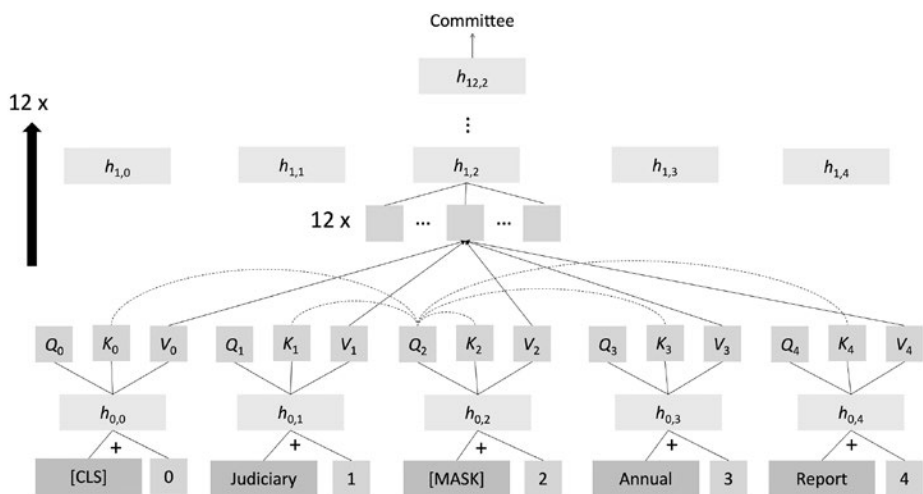 Committee
h12,2
12 x
⋮
h1,0 h1,1 h1,2 h1,3 h1,4
12 x ... ...
Q0 K0 V0 Q1 K1 V1 Q2 K2 V2 Q3 K3 V3 Q4 K4 V4
h0,0 h0,1 h0,2 h0,3 h0,4
+ + + + +
[CLS] 0 Judiciary 1 [MASK] 2 Annual 3 Report 4